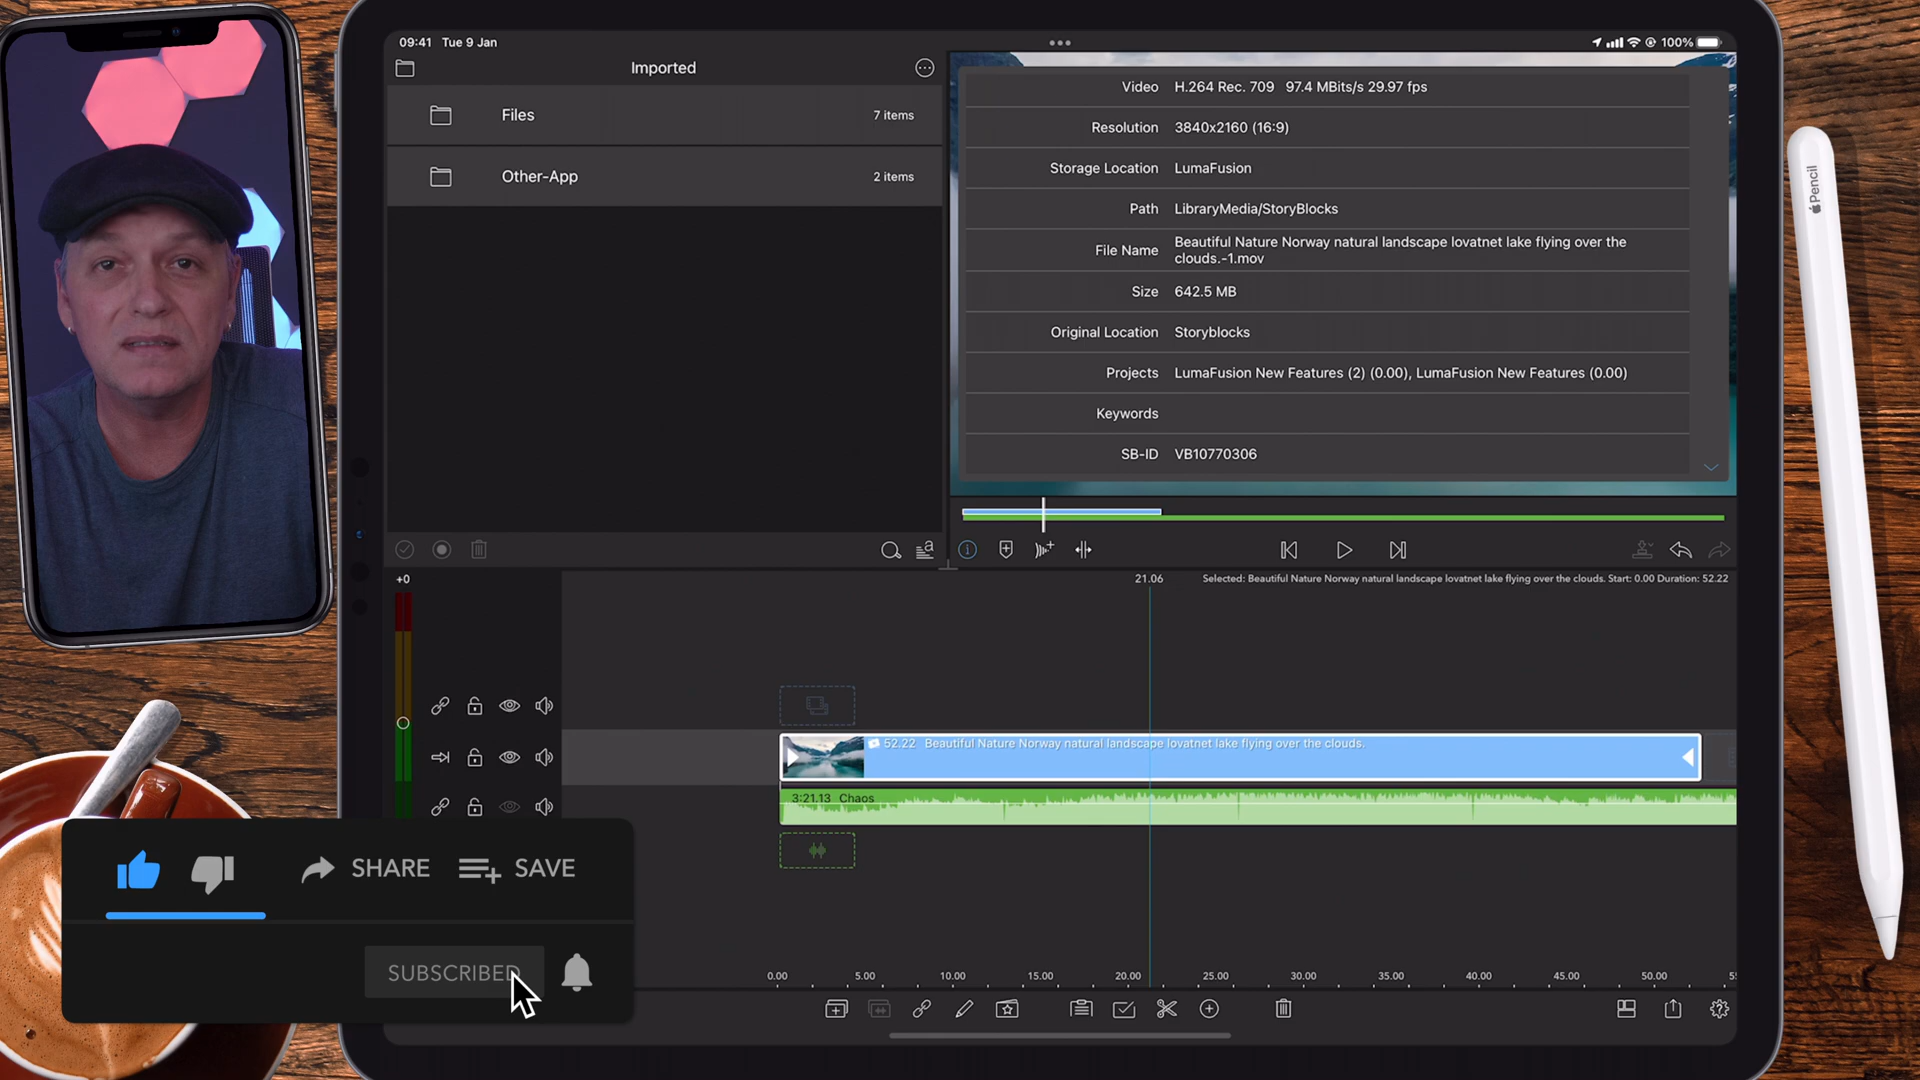 09:41 Tue 9 Jan
100%
Imported
Files 7 items
Other-App 2 items
Video H.264 Rec. 709 97.4 MBits/s 29.97 fps
Resolution 3840x2160 (16:9)
Storage Location LumaFusion
Path LibraryMedia/StoryBlocks
File Name Beautiful Nature Norway natural landscape lovatnet lake flying over the
clouds.-1.mov
Size 642.5 MB
Original Location Storyblocks
Projects LumaFusion New Features (2) (0.00), LumaFusion New Features (0.00)
Keywords
SB-ID VB10770306
Pencil
+0
21.06
Selected: Beautiful Nature Norway natural landscape lovatnet lake flying over the clouds. Start: 0.00 Duration: 52.22
52.22 Beautiful Nature Norway natural landscape lovatnet lake flying over the clouds.
3:21.13 Chaos
SHARE SAVE
SUBSCRIBED
0.00 5.00 10.00 15.00 20.00 25.00 30.00 35.00 40.00 45.00 50.00